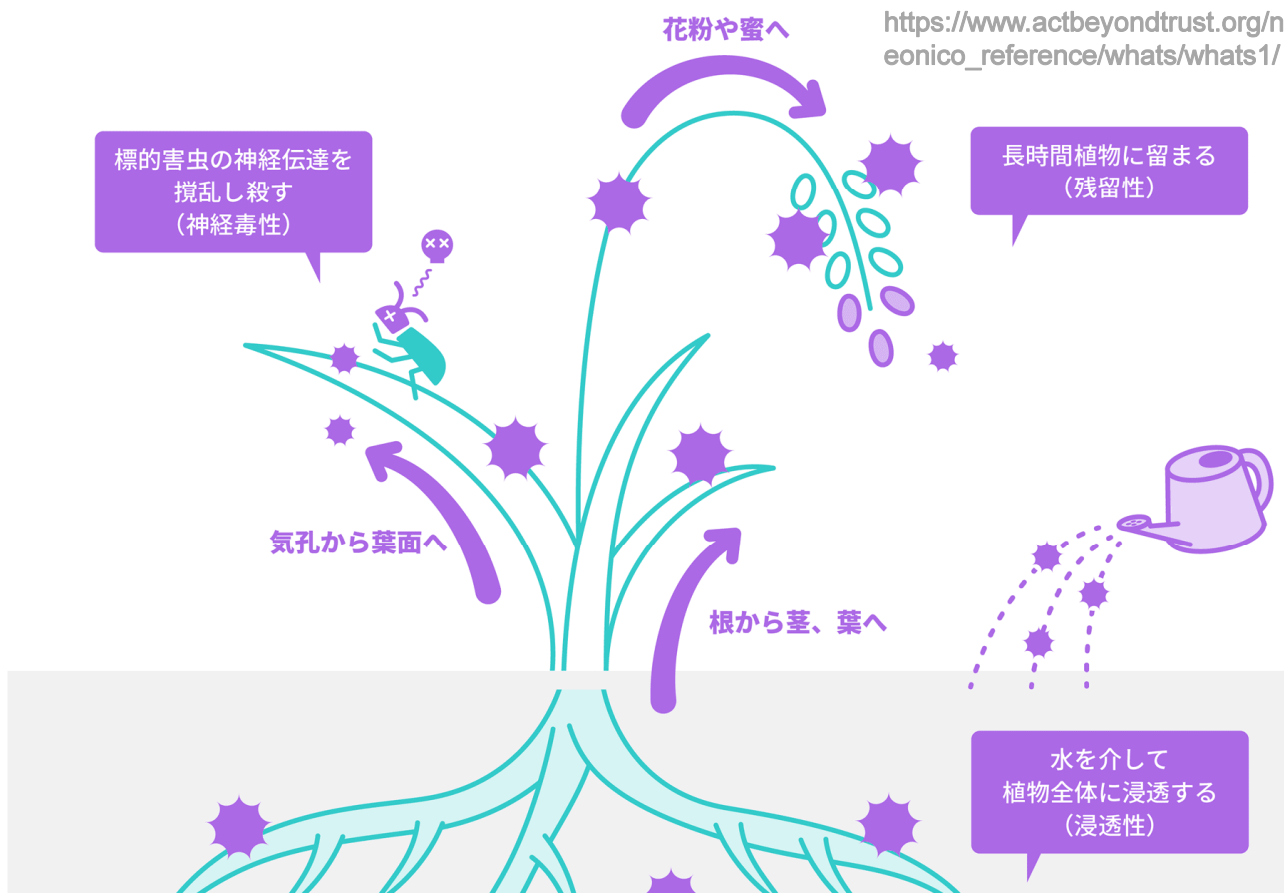 花粉や蜜へ
https://www.actbeyondtrust.org/n
eonico_reference/whats/whats1/
標的害虫の神経伝達を
撹乱し殺す
（神経毒性）
長時間植物に留まる
（残留性）
気孔から葉面へ
根から茎、葉へ
水を介して
植物全体に浸透する
（浸透性）